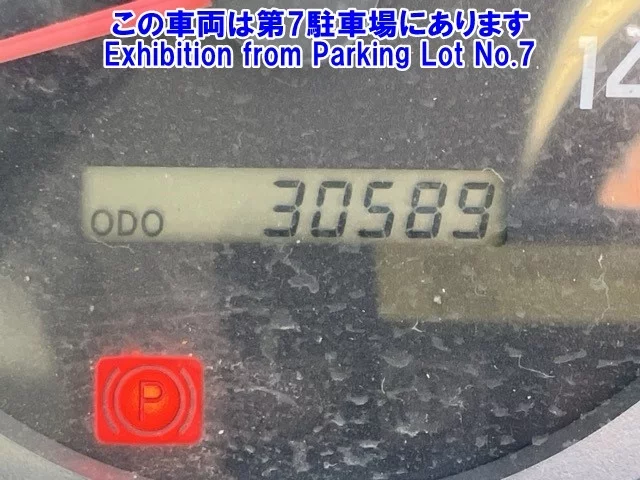 この車両は第7駐車場にあります
Exhibition from Parking Lot No.7
14
ODO 30589
P